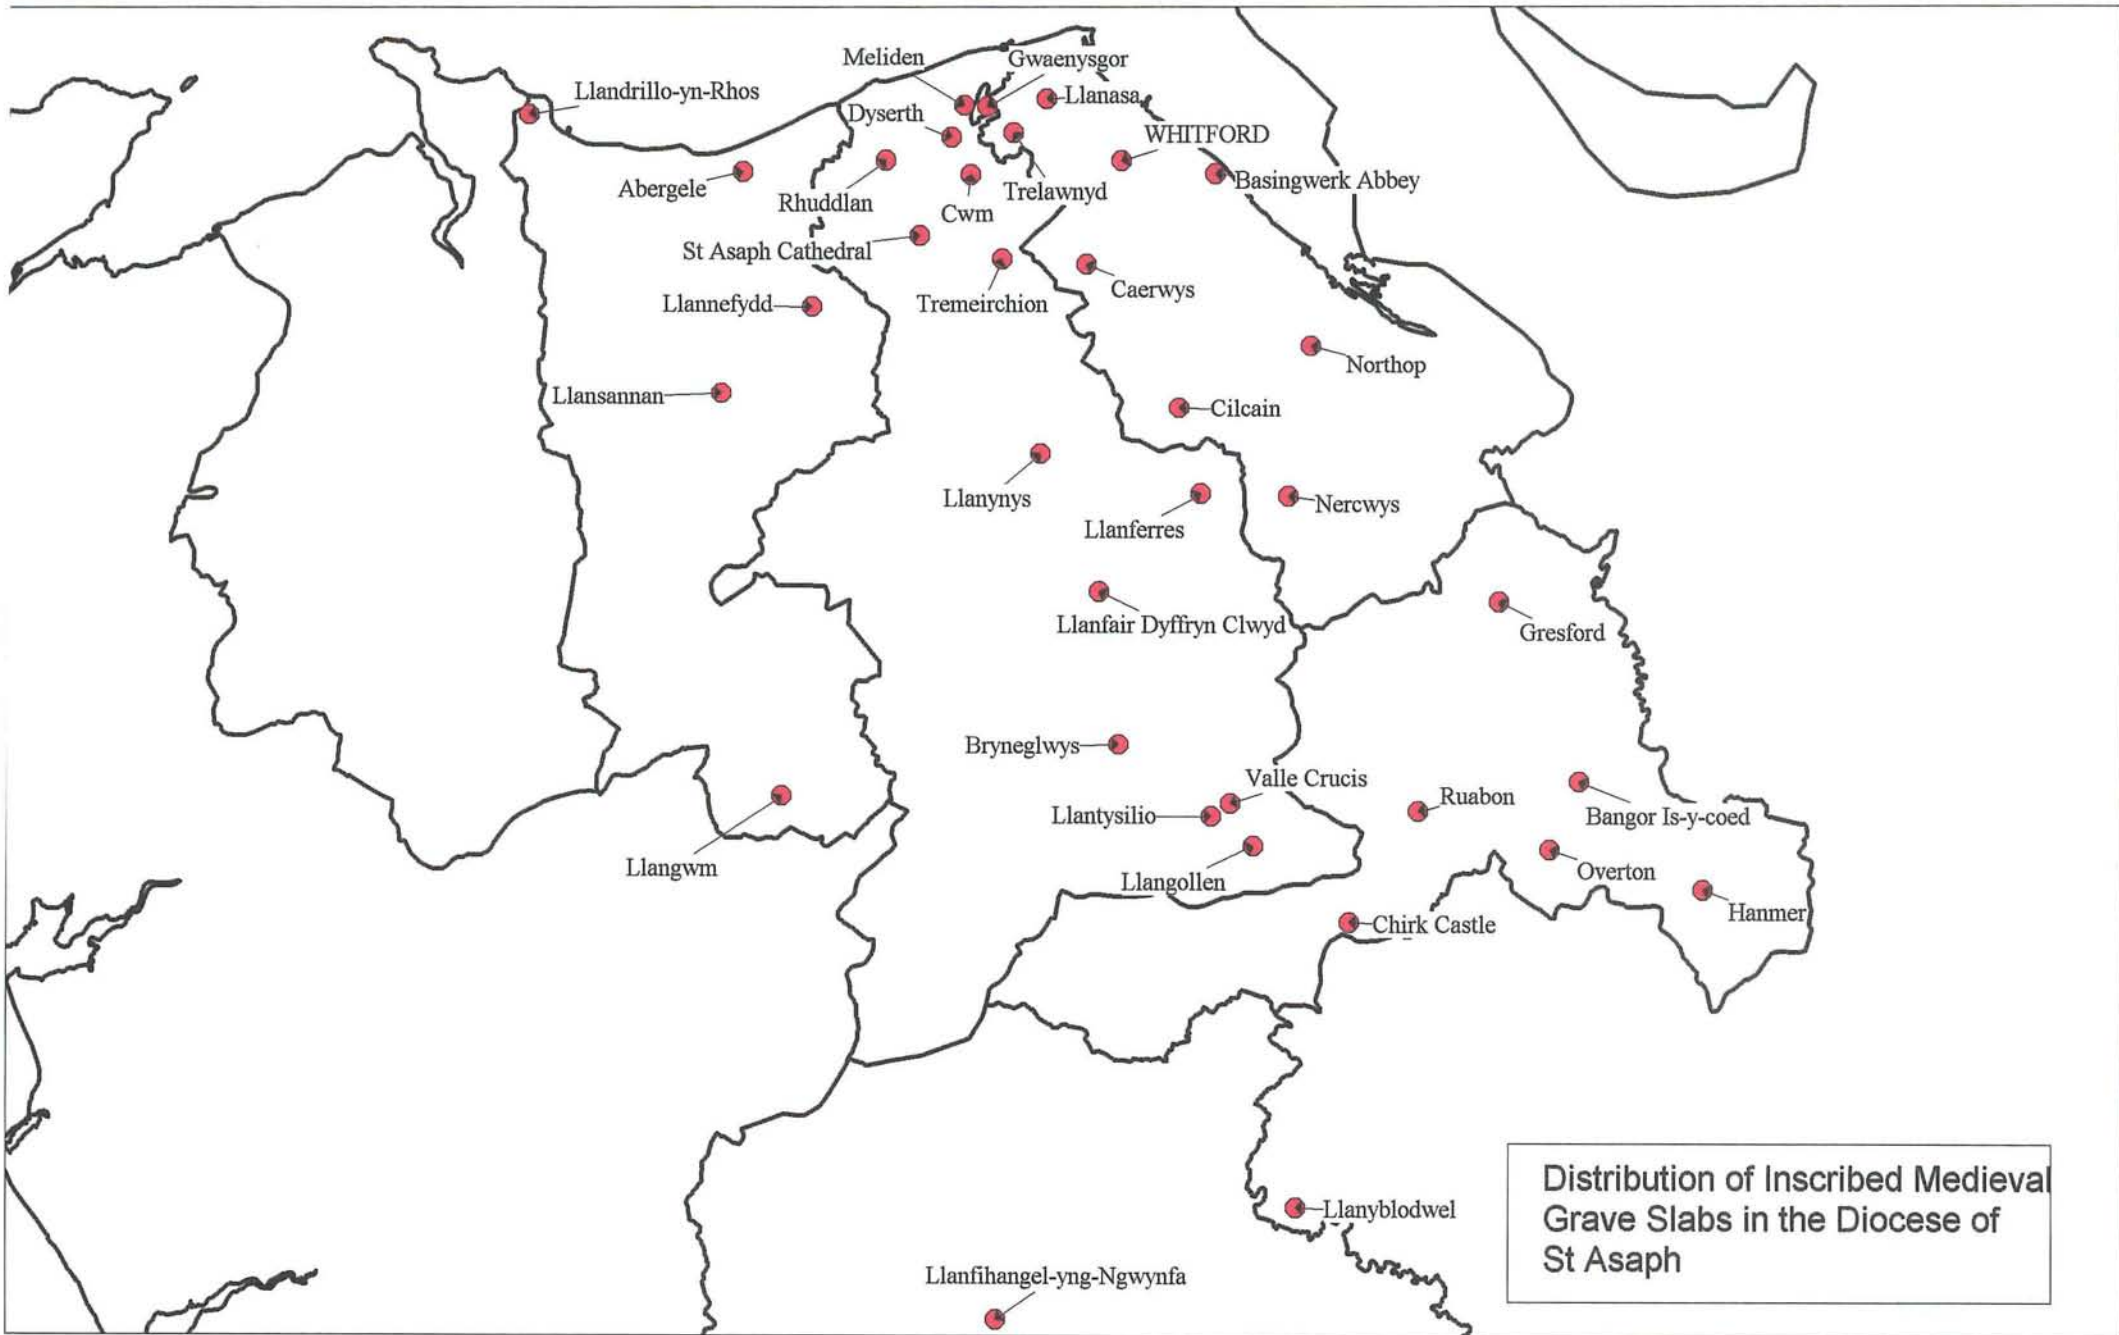 Meliden
Gwaenysgor
Llandrillo-yn-Rhos
Llanasa
Dyserth
WHITFORD
Abergele
Basingwerk Abbey
Rhuddlan
Trelawnyd
Cwm
St Asaph Cathedral
Caerwys
Llannefydd
Tremeirchion
Northop
Llansannan
Cilcain
Llanynys
Nercwys
Llanferres
Llanfair Dyffryn Clwyd
Gresford
Bryneglwys
Valle Crucis
Ruabon
Llantysilio
Bangor Is-y-coed
Llangwm
Overton
Llangollen
Hanmer
Chirk Castle
Llanyblodwel
Llanfihangel-yng-Ngwynfa
Distribution of Inscribed Medieval
Grave Slabs in the Diocese of
St Asaph